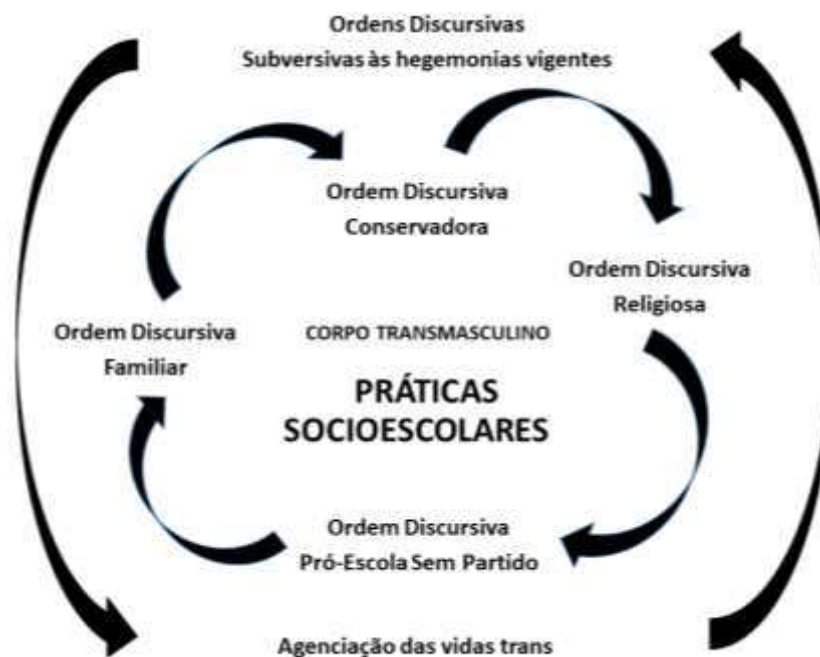 Ordens Discursivas
Subversivas às hegemonias vigentes
Ordem Discursiva
Conservadora
Ordem Discursiva
Religiosa
Ordem Discursiva
Familiar
CORPO TRANSMASCULINO
PRÁTICAS
SOCIOESCOLARES
Ordem Discursiva
Pró-Escola Sem Partido
Agenciação das vidas trans